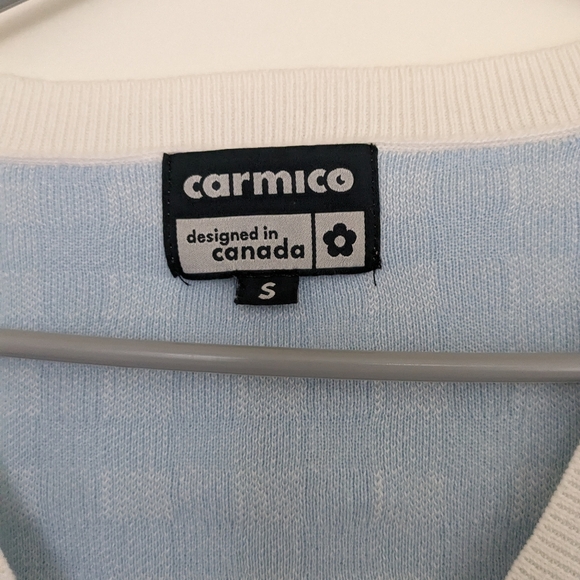 carmico
designed in
canada
S